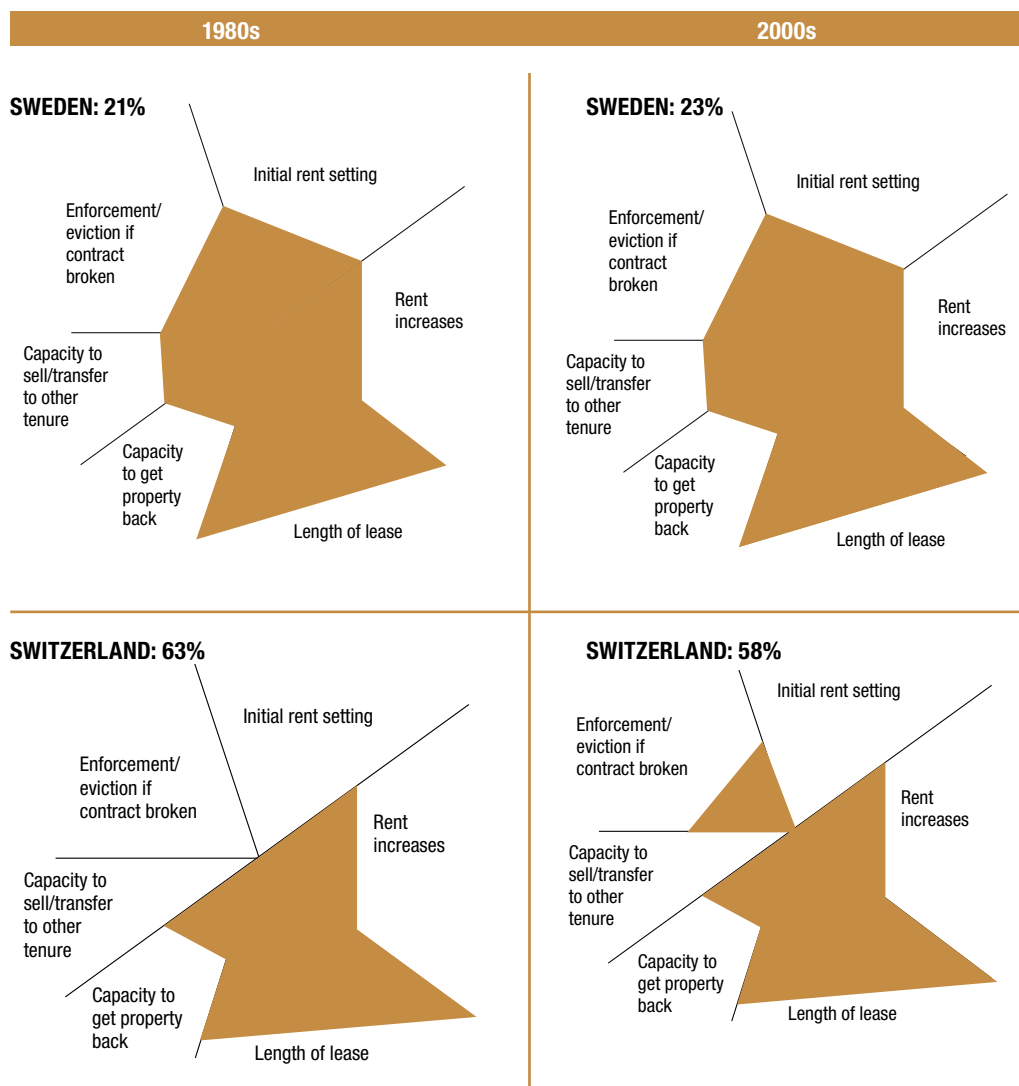 1980s
2000s
SWEDEN: 21%
Initial rent setting
Enforcement/
eviction if
contract
broken
Rent
increases
Capacity to
sell/transfer
to other
tenure
Capacity
to get
property
back
Length of lease
SWEDEN: 23%
Initial rent setting
Enforcement/
eviction if
contract
broken
Rent
increases
Capacity to
sell/transfer
to other
tenure
Capacity
to get
property
back
Length of lease
SWITZERLAND: 63%
Initial rent setting
Enforcement/
eviction if
contract broken
Rent
increases
Capacity to
sell/transfer
to other
tenure
Capacity to
get property
back
Length of lease
SWITZERLAND: 58%
Initial rent setting
Enforcement/
eviction if
contract broken
Rent
increases
Capacity to
sell/transfer
to other
tenure
Capacity to
get property
back
Length of lease